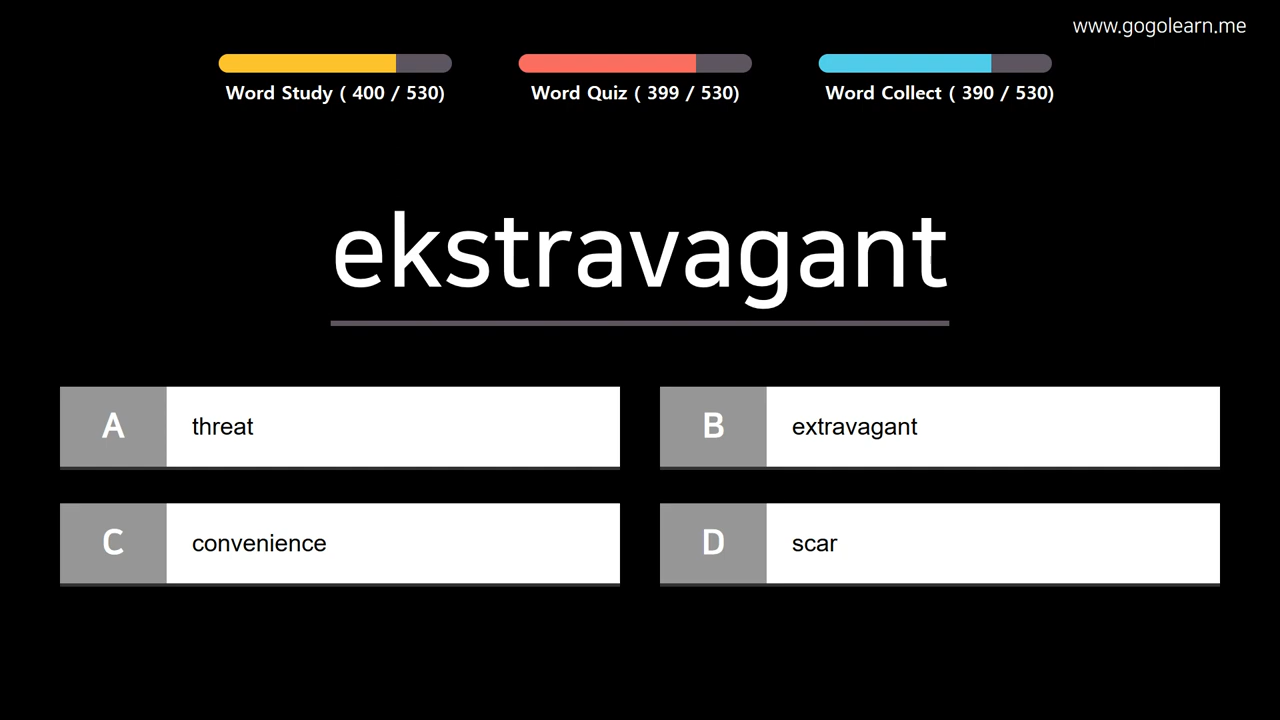 www.gogolearn.me
Word Study ( 400 / 530)
Word Quiz ( 399 / 530)
Word Collect ( 390 / 530)
ekstravagant
A threat
B extravagant
C convenience
D scar